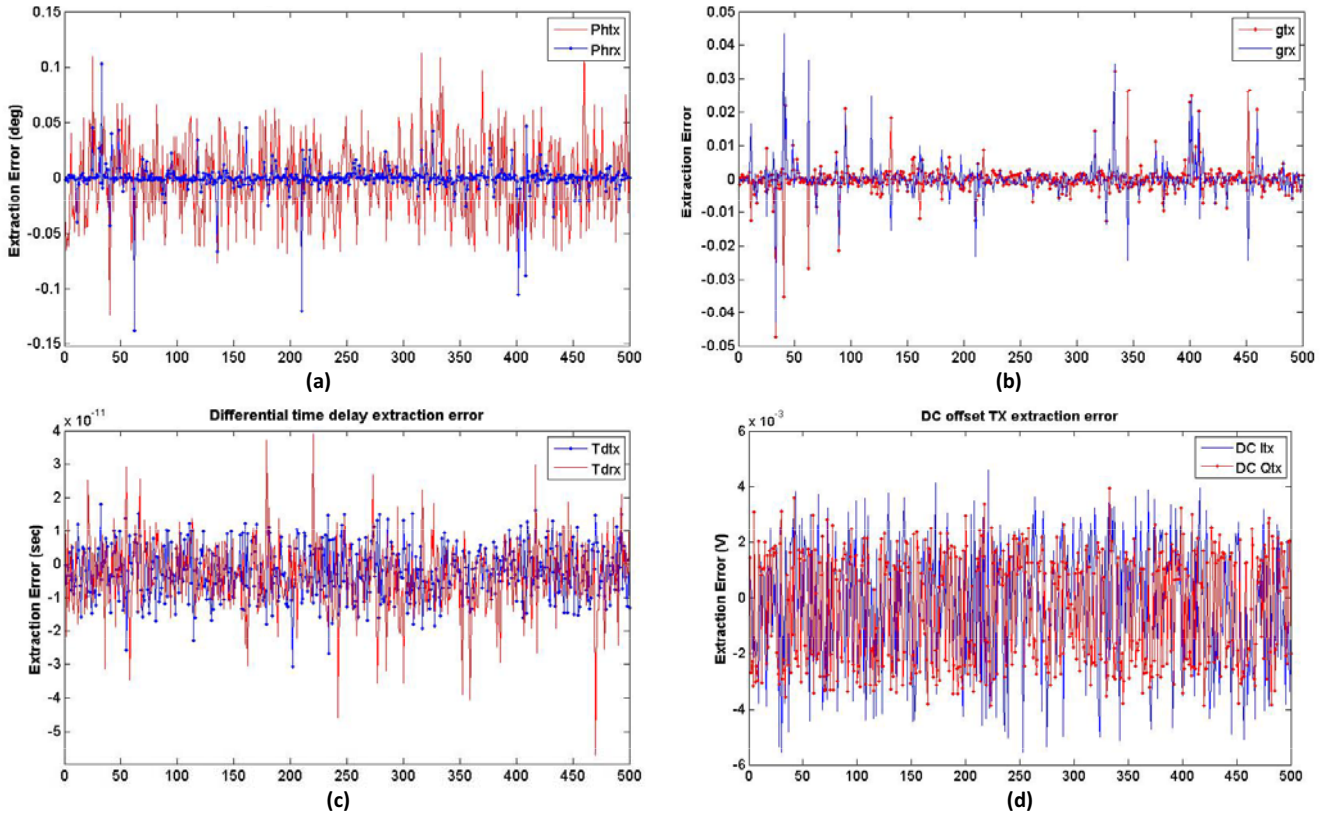 0.15
0.1
0.05
0
-0.05
-0.1
-0.15
Extraction Error (deg)
Phtx
Phrx
0 50 100 150 200 250 300 350 400 450 500
(a)
0.05
0.04
0.03
0.02
0.01
0
-0.01
-0.02
-0.03
-0.04
-0.05
Extraction Error
gtx
grx
0 50 100 150 200 250 300 350 400 450 500
(b)
Differential time delay extraction error
x 10⁻¹¹
4
3
2
1
0
-1
-2
-3
-4
-5
Extraction Error (sec)
Tdtx
Tdrx
0 50 100 150 200 250 300 350 400 450 500
(c)
DC offset TX extraction error
x 10⁻³
6
4
2
0
-2
-4
-6
Extraction Error (V)
DC Itx
DC Qtx
0 50 100 150 200 250 300 350 400 450 500
(d)